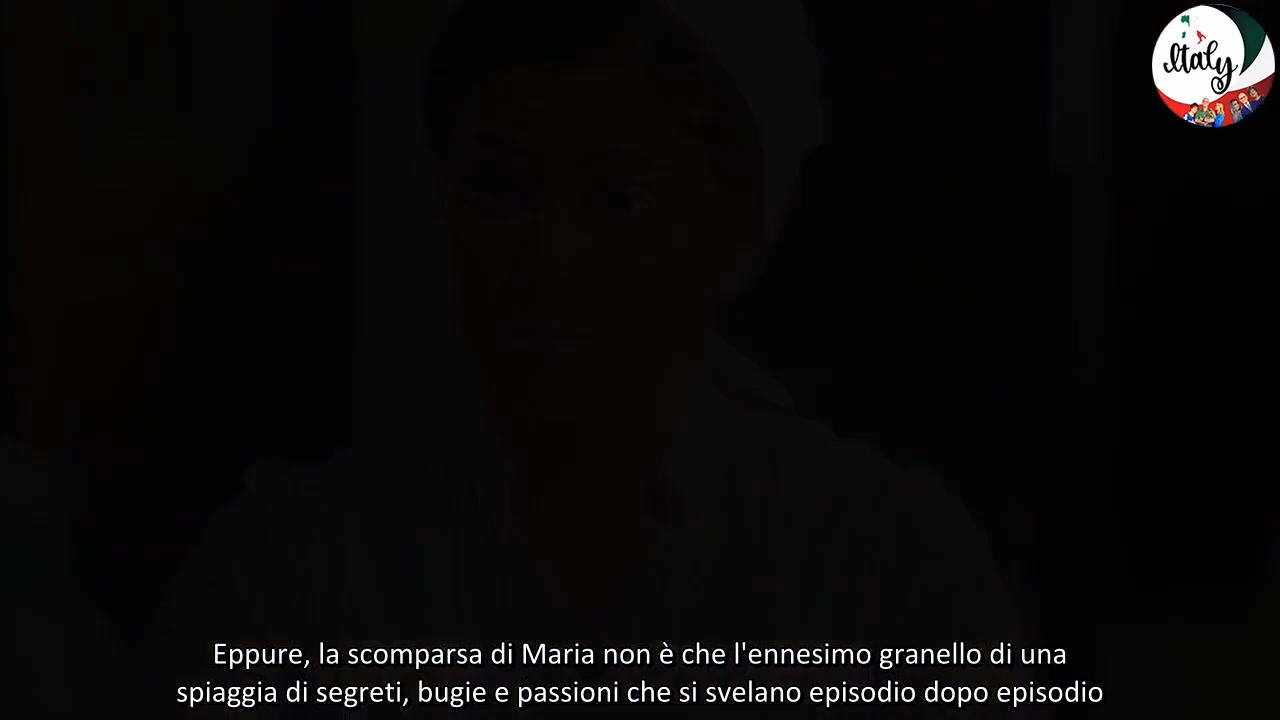 Italy
Eppure, la scomparsa di Maria non è che l'ennesimo granello di una
spiaggia di segreti, bugie e passioni che si svelano episodio dopo episodio